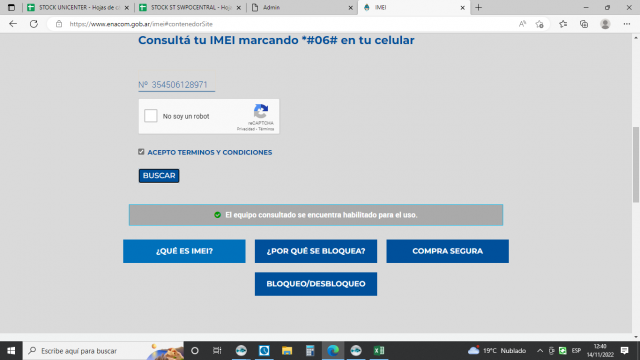 STOCK UNICENTER - Hojas de c
STOCK ST SWPOCENTRAL - Hoja
Admin
IMEI
https://www.enacom.gob.ar/imei#contenedorSite
Consultá tu IMEI marcando *#06# en tu celular
Nº 354506128971
No soy un robot
reCAPTCHA
Privacidad - Términos
ACEPTO TERMINOS Y CONDICIONES
BUSCAR
El equipo consultado se encuentra habilitado para el uso.
¿QUÉ ES IMEI?
¿POR QUÉ SE BLOQUEA?
COMPRA SEGURA
BLOQUEO/DESBLOQUEO
Escribe aquí para buscar
19°C Nublado
ESP
12:40
14/11/2022